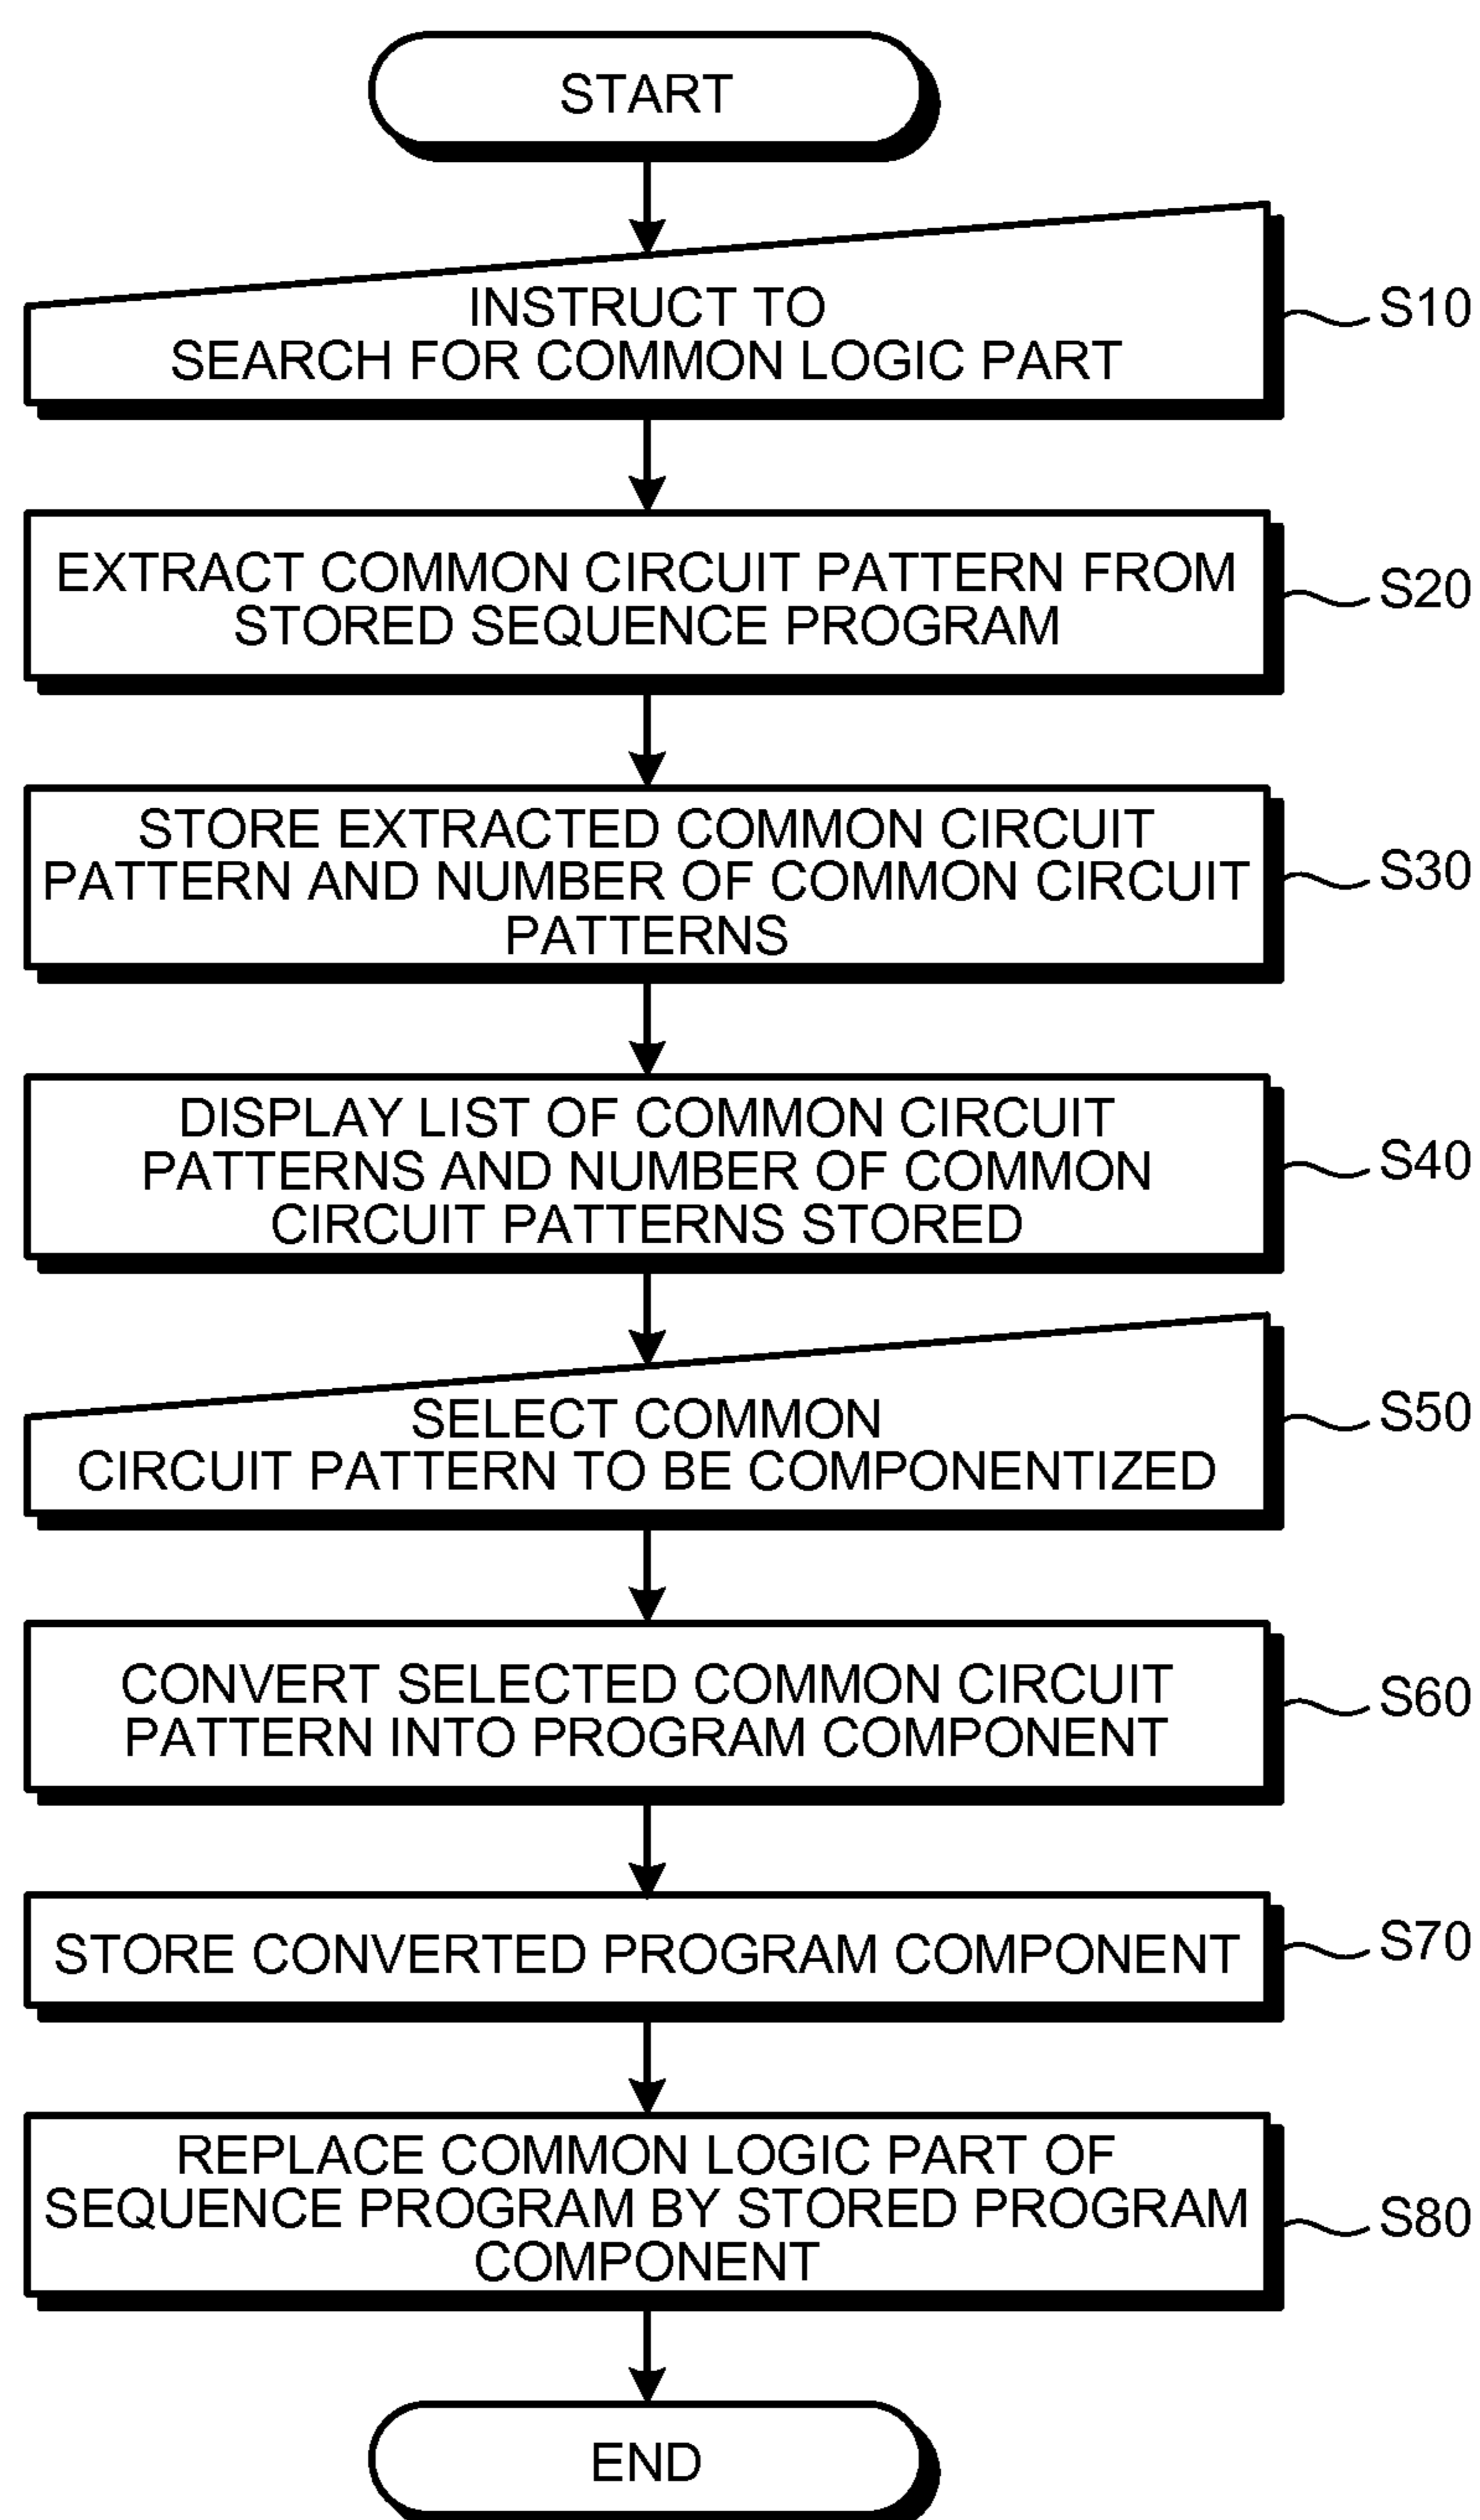 START
INSTRUCT TO
SEARCH FOR COMMON LOGIC PART
S10
EXTRACT COMMON CIRCUIT PATTERN FROM
STORED SEQUENCE PROGRAM
S20
STORE EXTRACTED COMMON CIRCUIT
PATTERN AND NUMBER OF COMMON CIRCUIT
PATTERNS
S30
DISPLAY LIST OF COMMON CIRCUIT
PATTERNS AND NUMBER OF COMMON
CIRCUIT PATTERNS STORED
S40
SELECT COMMON
CIRCUIT PATTERN TO BE COMPONENTIZED
S50
CONVERT SELECTED COMMON CIRCUIT
PATTERN INTO PROGRAM COMPONENT
S60
STORE CONVERTED PROGRAM COMPONENT
S70
REPLACE COMMON LOGIC PART OF
SEQUENCE PROGRAM BY STORED PROGRAM
COMPONENT
S80
END